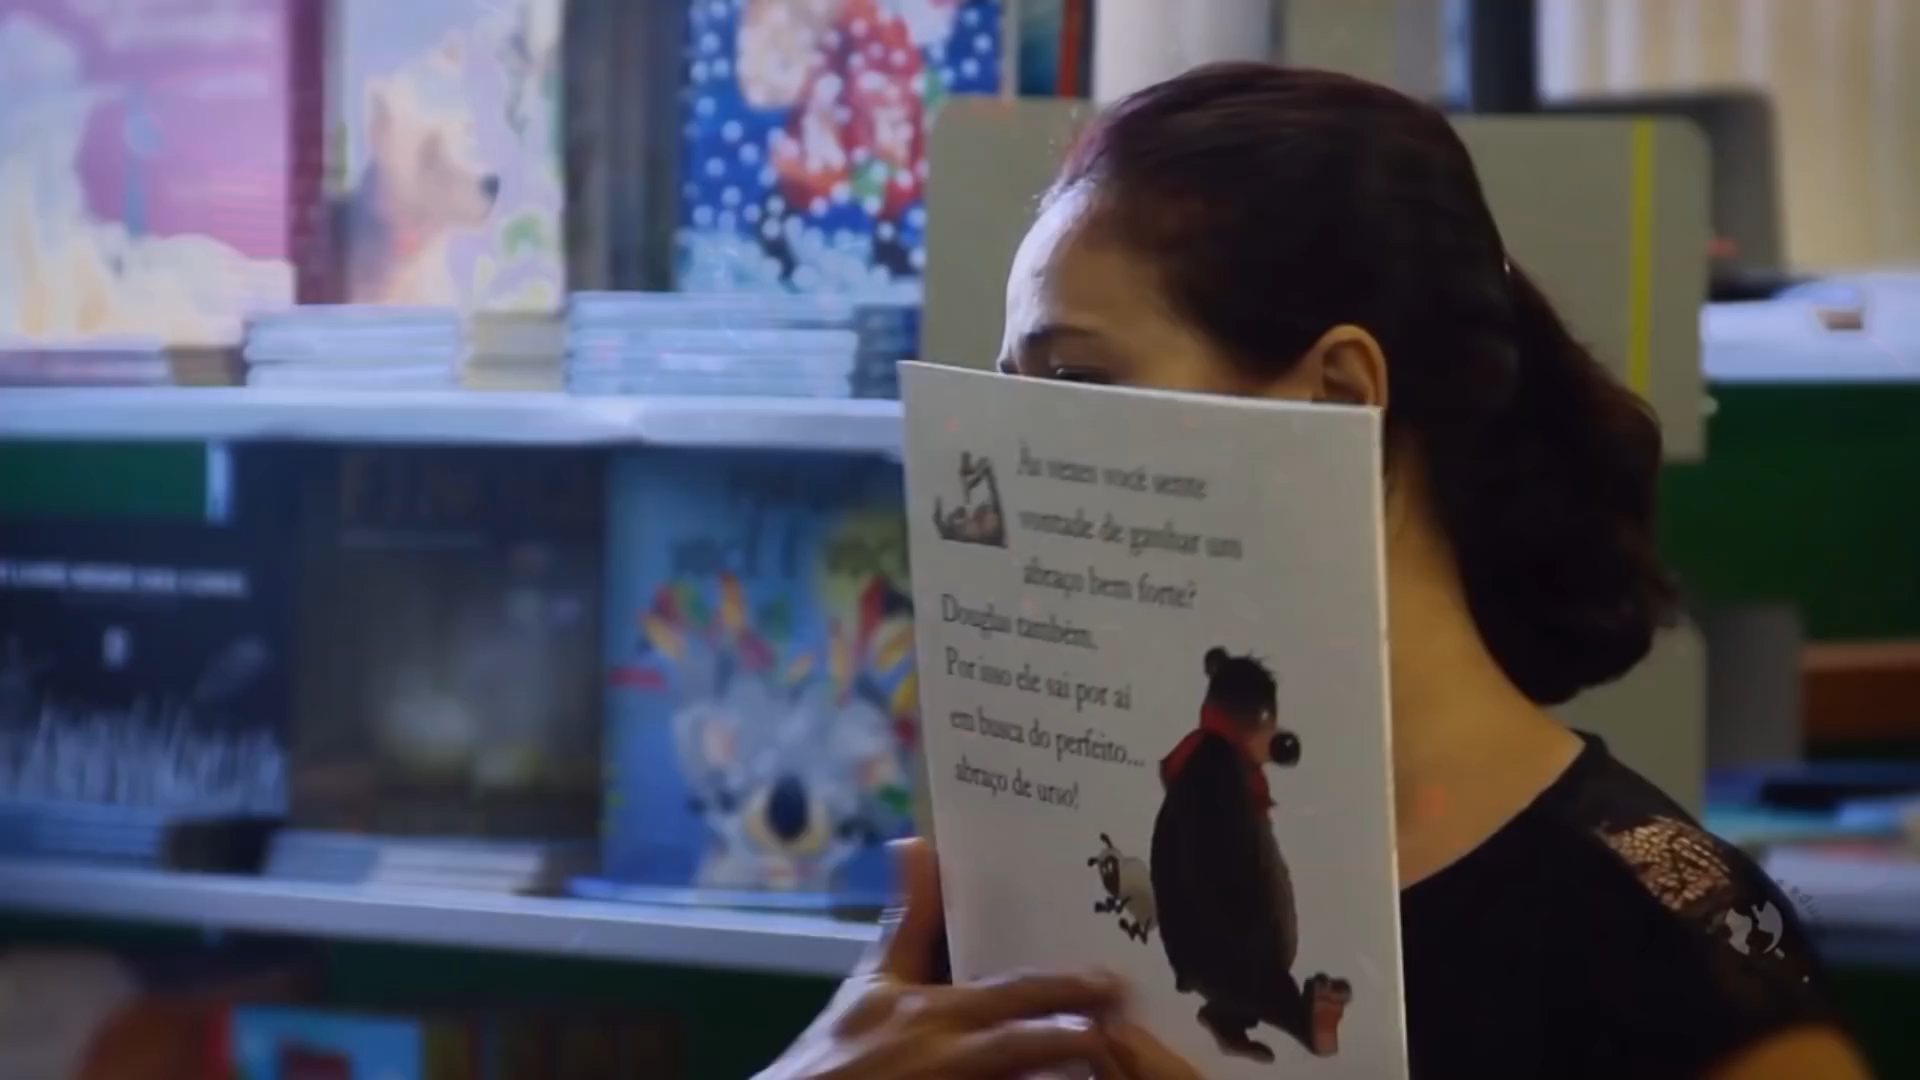 Às vezes você sente
vontade de ganhar um
abraço bem forte?
Douglas também.
Por isso ele sai por aí
em busca do perfeito...
abraço de urso!